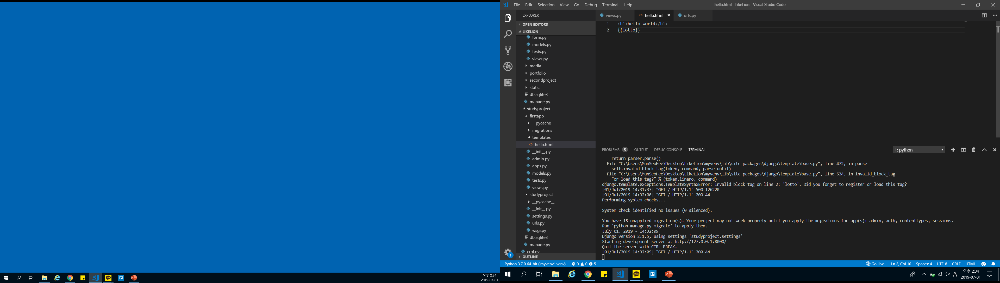 File Edit Selection View Go Debug Terminal Help
hello.html - LikeLion - Visual Studio Code
EXPLORER
OPEN EDITORS
LIKELION
form.py
models.py
tests.py
views.py
media
portfolio
secondproject
static
db.sqlite3
manage.py
studyproject
firstapp
__pycache__
migrations
templates
hello.html
__init__.py
admin.py
apps.py
models.py
tests.py
views.py
studyproject
__pycache__
__init__.py
settings.py
urls.py
wsgi.py
db.sqlite3
manage.py
crol.py
OUTLINE
views.py hello.html urls.py
1 <h1>hello world</h1>
2 {{lotto}}
PROBLEMS 5 OUTPUT DEBUG CONSOLE TERMINAL
1: python
return parser.parse()
File "C:\Users\MunSeoHee\Desktop\LikeLion\myvenv\lib\site-packages\django\template\base.py", line 472, in parse
self.invalid_block_tag(token, command, parse_until)
File "C:\Users\MunSeoHee\Desktop\LikeLion\myvenv\lib\site-packages\django\template\base.py", line 534, in invalid_block_tag
"or load this tag?" % (token.lineno, command)
django.template.exceptions.TemplateSyntaxError: Invalid block tag on line 2: 'lotto'. Did you forget to register or load this tag?
[01/Jul/2019 14:31:37] "GET / HTTP/1.1" 500 126220
[01/Jul/2019 14:32:00] "GET / HTTP/1.1" 200 44
Performing system checks...
System check identified no issues (0 silenced).
You have 15 unapplied migration(s). Your project may not work properly until you apply the migrations for app(s): admin, auth, contenttypes, sessions.
Run 'python manage.py migrate' to apply them.
July 01, 2019 - 14:32:09
Django version 2.1.5, using settings 'studyproject.settings'
Starting development server at http://127.0.0.1:8000/
Quit the server with CTRL-BREAK.
[01/Jul/2019 14:32:09] "GET / HTTP/1.1" 200 44
1
Python 3.7.0 64-bit ('myvenv': venv) 0 0 5
Go Live Ln 2, Col 10 Spaces: 4 UTF-8 CRLF HTML
TALK
오후 2:34
2019-07-01
TALK
A
오후 2:34
2019-07-01